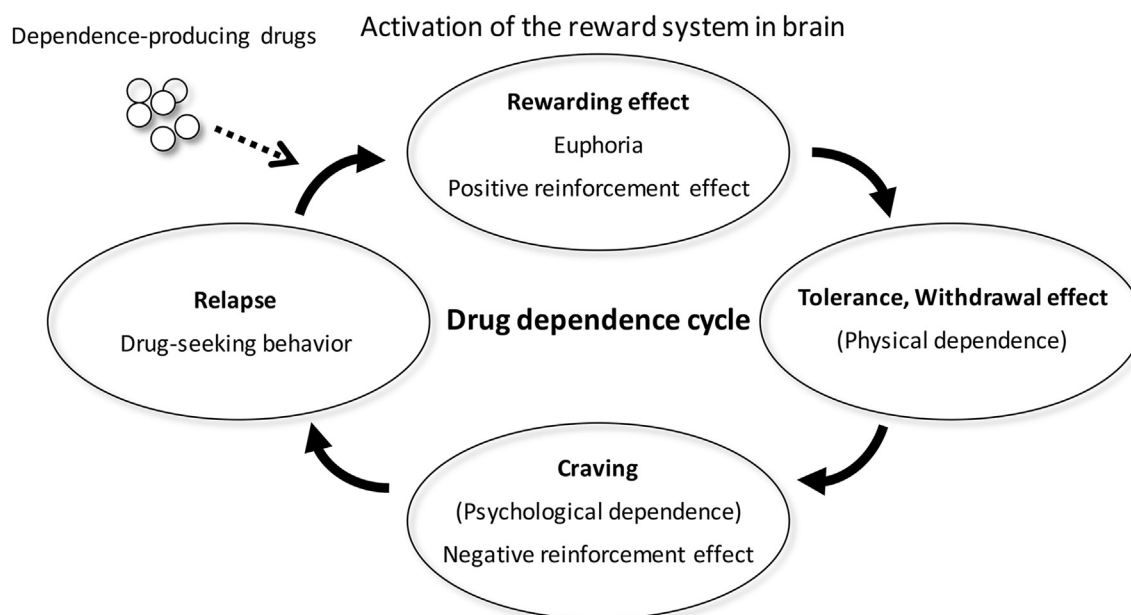 Dependence-producing drugs
Activation of the reward system in brain
Rewarding effect
Euphoria
Positive reinforcement effect
Relapse
Drug-seeking behavior
Drug dependence cycle
Tolerance, Withdrawal effect
(Physical dependence)
Craving
(Psychological dependence)
Negative reinforcement effect